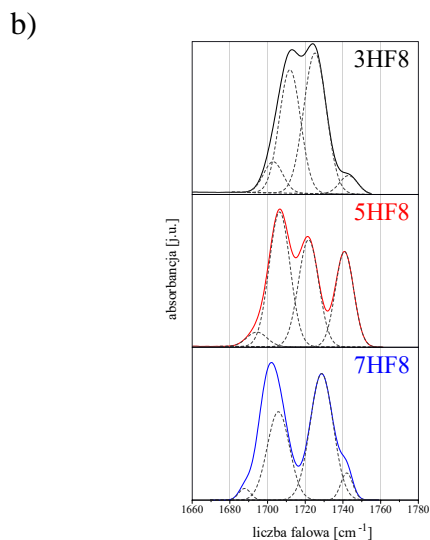 b)
3HF8
5HF8
7HF8
absorbancja [j.u.]
1660 1680 1700 1720 1740 1760 1780
liczba falowa [cm⁻¹]